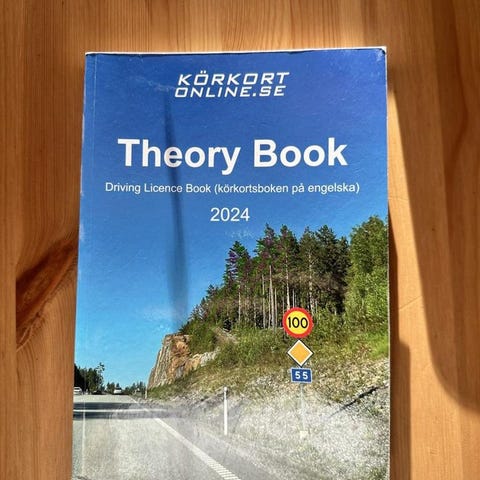 KÖRKORT
ONLINE.SE
Theory Book
Driving Licence Book (körkortsboken på engelska)
2024
100
55